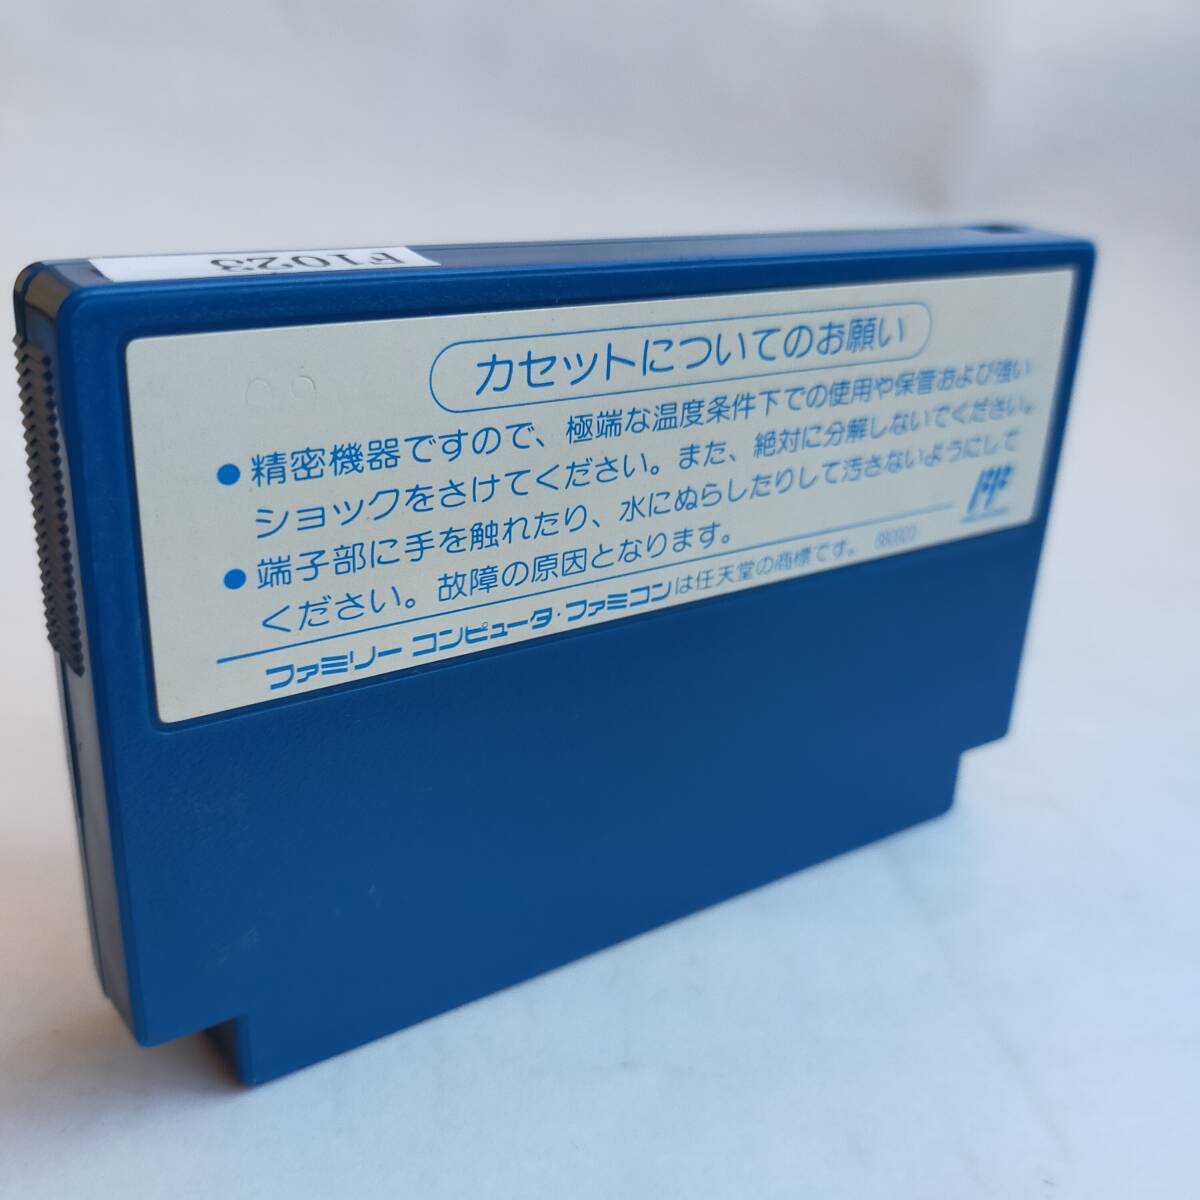 F1023
カセットについてのお願い
●精密機器ですので、極端な温度条件下での使用や保管および強い
ショックをさけてください。また、絶対に分解しないでください。
●端子部に手を触れたり、水にぬらしたりして汚さないようにして
ください。故障の原因となります。
ファミリーコンピュータ・ファミコンは任天堂の商標です。